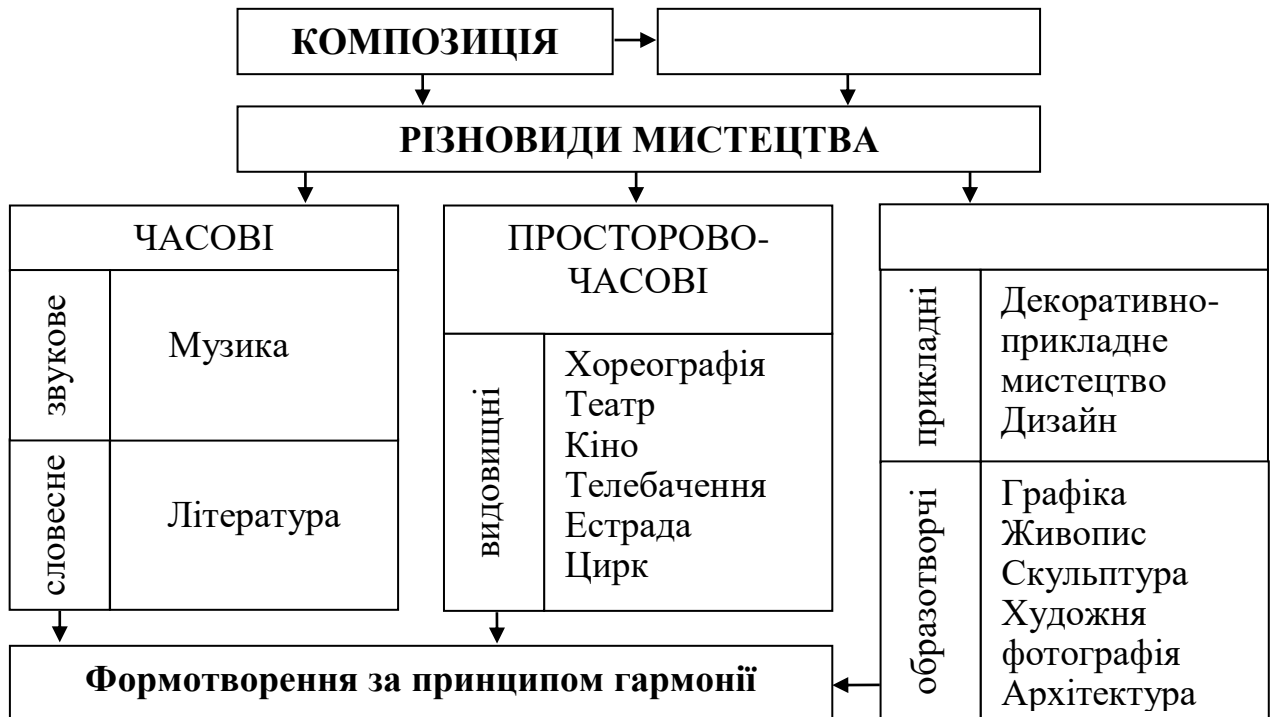 КОМПОЗИЦІЯ
РІЗНОВИДИ МИСТЕЦТВА
ЧАСОВІ
звукове
Музика
словесне
Література
ПРОСТОРОВО-
ЧАСОВІ
видовищні
Хореографія
Театр
Кіно
Телебачення
Естрада
Цирк
прикладні
Декоративно-
прикладне
мистецтво
Дизайн
образотворчі
Графіка
Живопис
Скульптура
Художня
фотографія
Архітектура
Формотворення за принципом гармонії